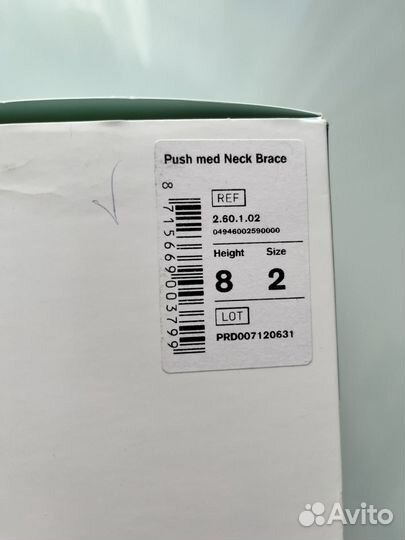 Push med Neck Brace
REF
2.60.1.02
04946002590000
Height Size
8 2
LOT
PRD007120631
8 715669 003799
Avito